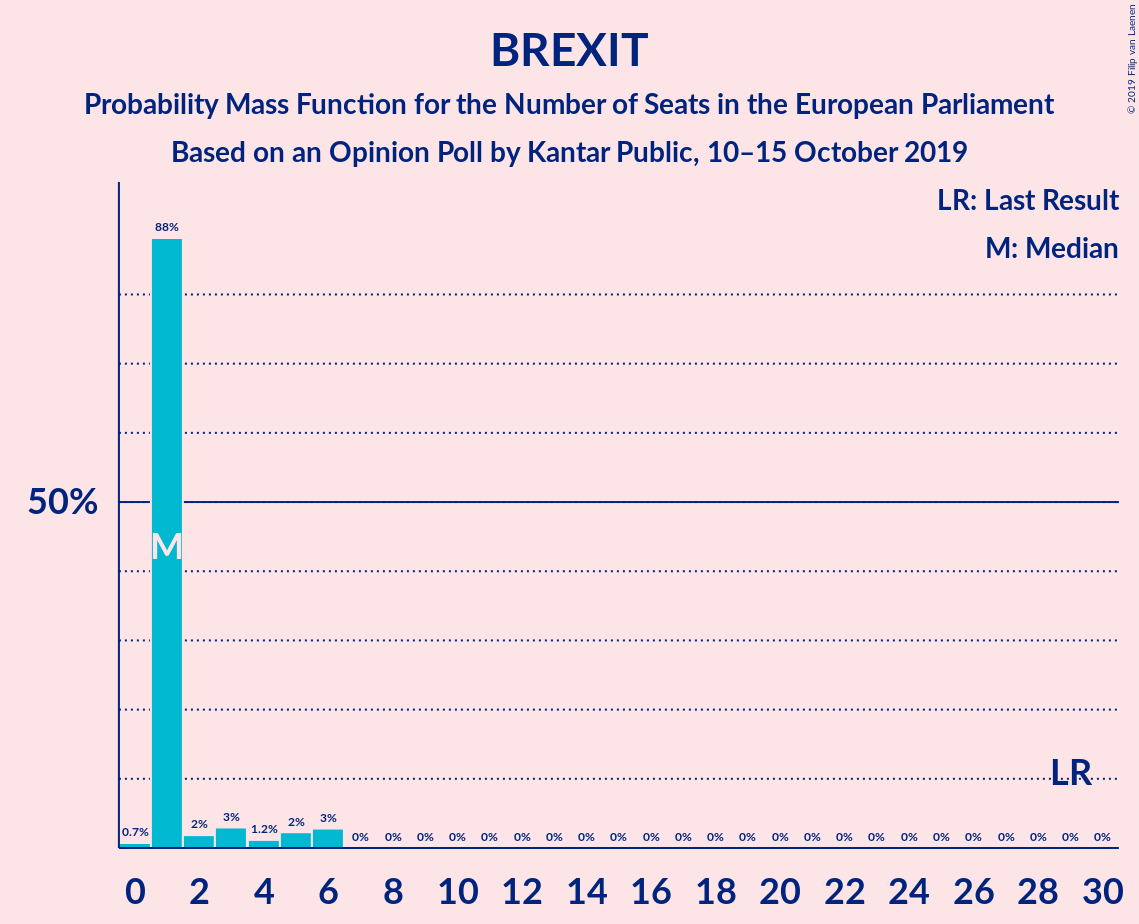 BREXIT
Probability Mass Function for the Number of Seats in the European Parliament
Based on an Opinion Poll by Kantar Public, 10–15 October 2019
© 2019 Filip van Laenen
LR: Last Result
M: Median
88%
50%
M
LR
0.7% 2% 3% 1.2% 2% 3% 0% 0% 0% 0% 0% 0% 0% 0% 0% 0% 0% 0% 0% 0% 0% 0% 0% 0% 0% 0% 0% 0% 0% 0%
0 2 4 6 8 10 12 14 16 18 20 22 24 26 28 30